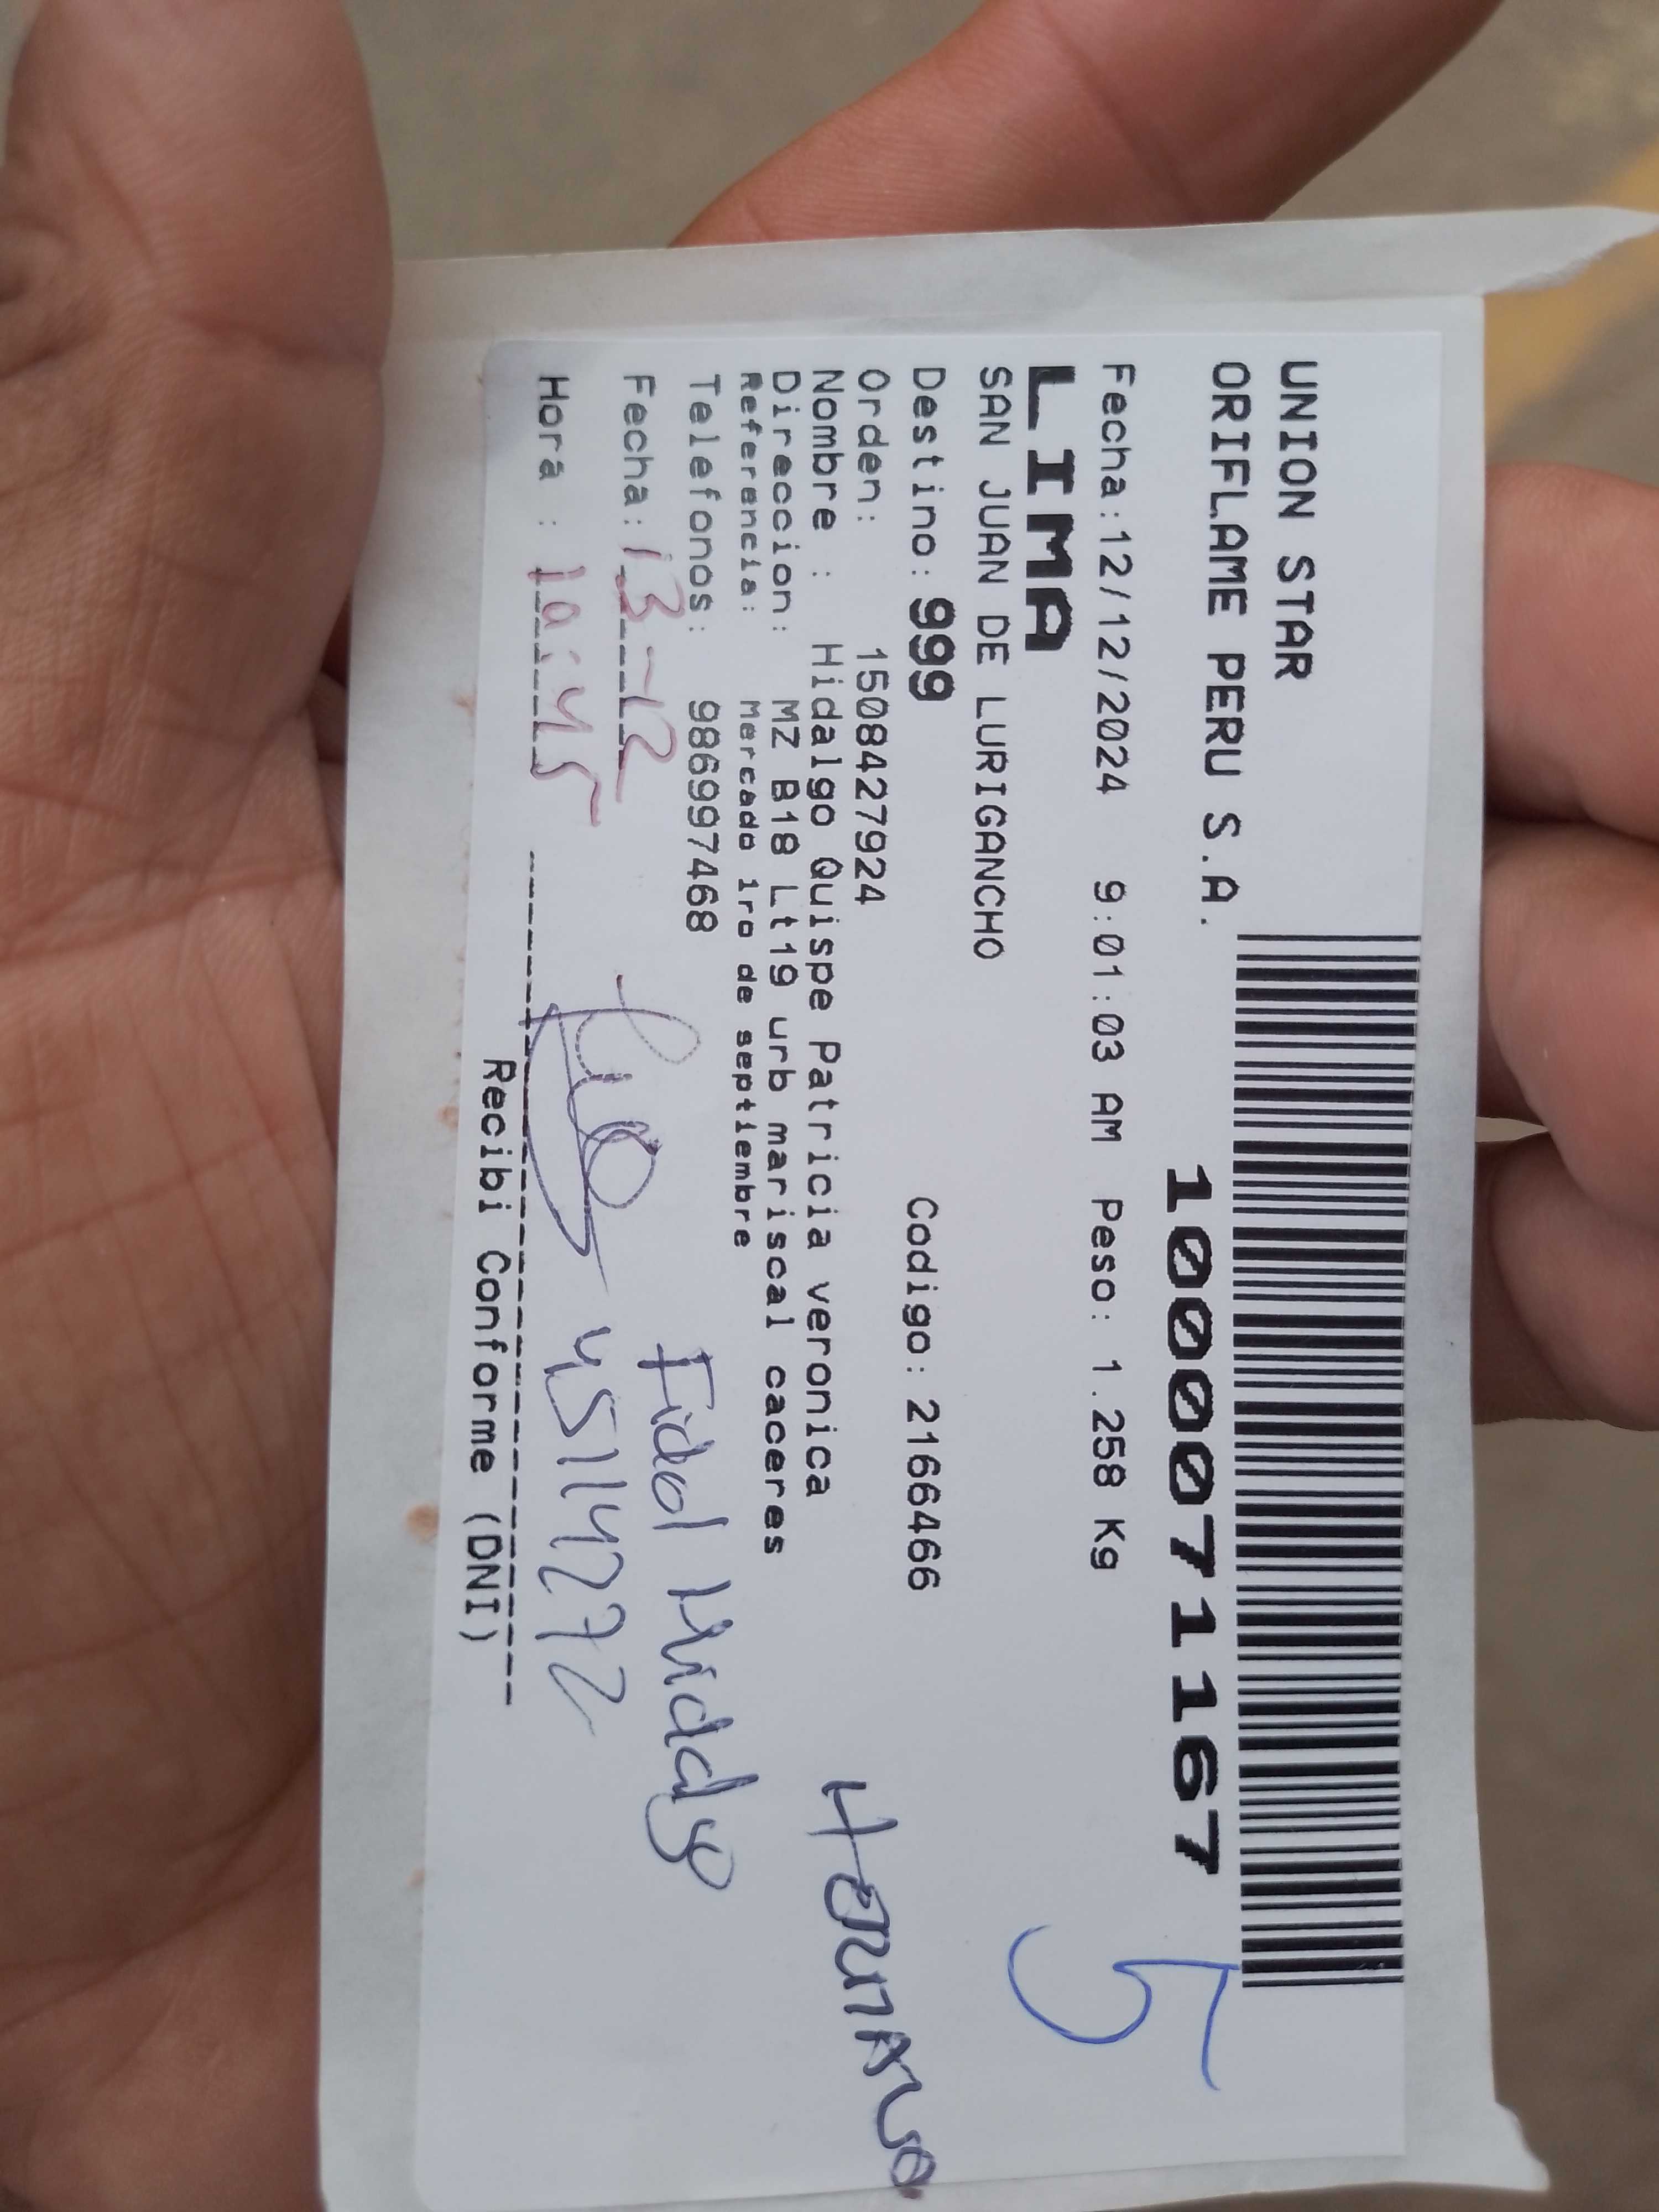 UNION STAR
ORIFLAME PERU S.A.
100071167
Fecha:12/12/2024 9:01:03 AM Peso: 1.258 Kg
LIMA
5
SAN JUAN DE LURIGANCHO
Destino: 999 Codigo: 2166466
Orden: 1508427924
Nombre : Hidalgo Quispe Patricia veronica
Hermano
Direccion: MZ B18 Lt19 urb mariscal caceres
Referencia: Mercado 1ro de septiembre
Telefonos: 986997468
Fecha: 13-12 Fidel Hidalgo
Hora : 10:45 45114272
Recibi Conforme (DNI)